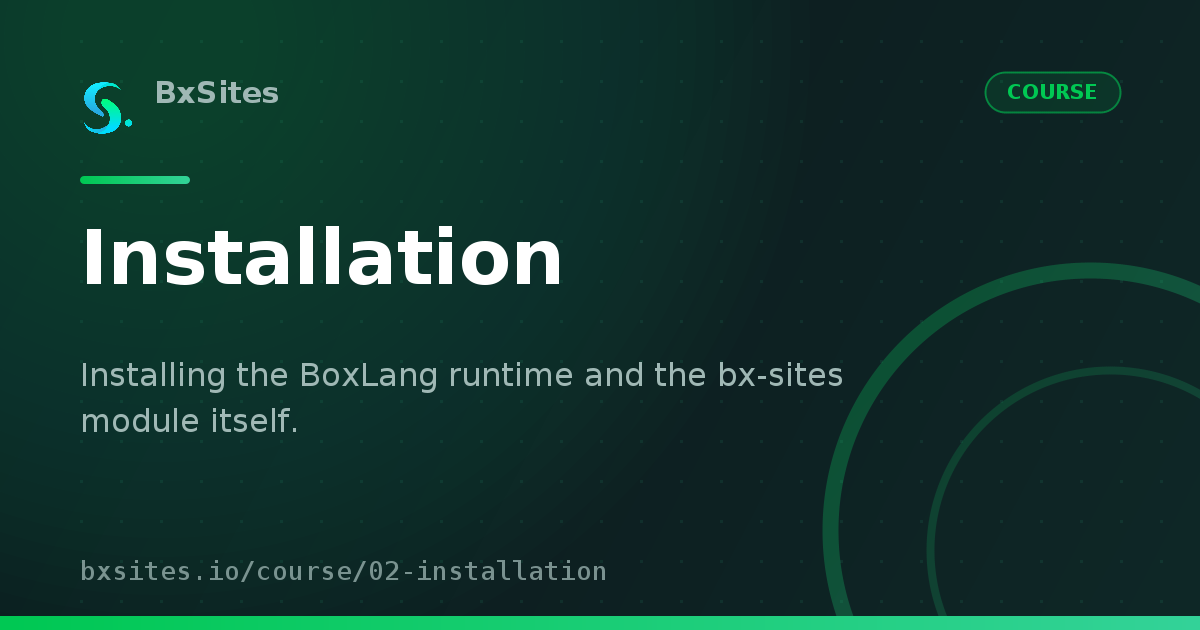 BxSites
COURSE
Installation
Installing the BoxLang runtime and the bx-sites
module itself.
bxsites.io/course/02-installation